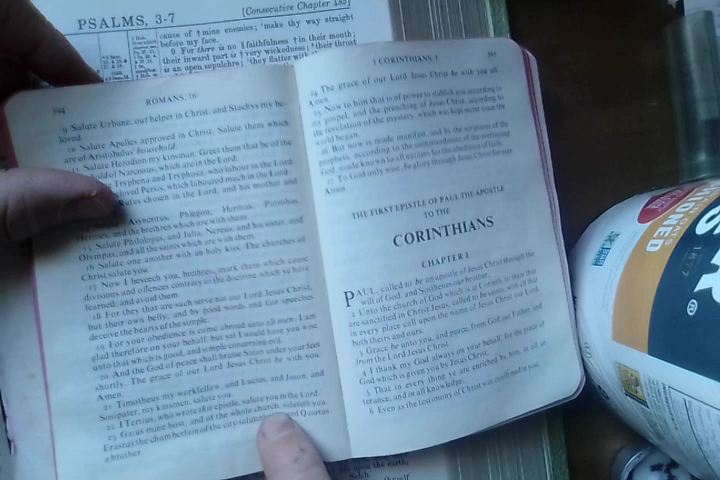 PSALMS, 3-7
[Consecutive Chapter 485]
cause of † mine enemies; make thy way straight
before my face.
9 For there is no ‖ faithfulness † in their mouth;
their inward part is † very wickedness; their throat
is an open sepulchre; they flatter with
ROMANS, 16
9 Salute Urbane, our helper in Christ, and Stachys my be-
loved.
10 Salute Apelles approved in Christ. Salute them which
are of Aristobulus' household.
11 Salute Herodion my kinsman. Greet them that be of the
of Narcissus, which are in the Lord.
Tryphena and Tryphosa, who labour in the Lord.
beloved Persis, which laboured much in the Lord.
Rufus chosen in the Lord, and his mother and
Asyncritus, Phlegon, Hermas, Patrobas,
Hermes, and the brethren which are with them.
15 Salute Philologus, and Julia, Nereus, and his sister, and
Olympas, and all the saints which are with them.
16 Salute one another with an holy kiss. The churches of
Christ salute you.
17 Now I beseech you, brethren, mark them which cause
divisions and offences contrary to the doctrine which ye have
learned; and avoid them.
18 For they that are such serve not our Lord Jesus Christ,
but their own belly; and by good words and fair speeches
deceive the hearts of the simple.
19 For your obedience is come abroad unto all men. I am
glad therefore on your behalf: but yet I would have you wise
unto that which is good, and simple concerning evil.
20 And the God of peace shall bruise Satan under your feet
shortly. The grace of our Lord Jesus Christ be with you.
Amen.
21 Timotheus my workfellow, and Lucius, and Jason, and
Sosipater, my kinsmen, salute you.
22 I Tertius, who wrote this epistle, salute you in the Lord.
23 Gaius mine host, and of the whole church, saluteth you.
Erastus the chamberlain of the city saluteth you, and Quartus
a brother.
1 CORINTHIANS, 1
24 The grace of our Lord Jesus Christ be with you all.
Amen.
25 Now to him that is of power to stablish you according to
my gospel, and the preaching of Jesus Christ, according to
the revelation of the mystery, which was kept secret since the
world began,
26 But now is made manifest, and by the scriptures of the
prophets, according to the commandment of the everlasting
God, made known to all nations for the obedience of faith:
27 To God only wise, be glory through Jesus Christ for ever.
Amen.
THE FIRST EPISTLE OF PAUL THE APOSTLE
TO THE
CORINTHIANS
CHAPTER 1
PAUL, called to be an apostle of Jesus Christ through the
will of God, and Sosthenes our brother,
2 Unto the church of God which is at Corinth, to them that
are sanctified in Christ Jesus, called to be saints, with all that
in every place call upon the name of Jesus Christ our Lord,
both theirs and ours:
3 Grace be unto you, and peace, from God our Father, and
from the Lord Jesus Christ.
4 I thank my God always on your behalf, for the grace of
God which is given you by Jesus Christ;
5 That in every thing ye are enriched by him, in all ut-
terance, and in all knowledge;
6 Even as the testimony of Christ was confirmed in you:
OATS
1877
R®